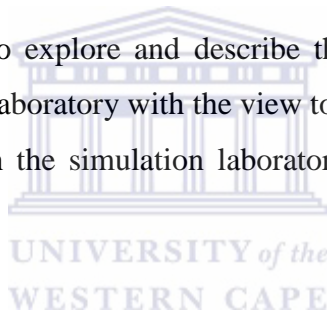 o explore and describe th
aboratory with the view to
the simulation laborator
UNIVERSITY of the
WESTERN CAPE